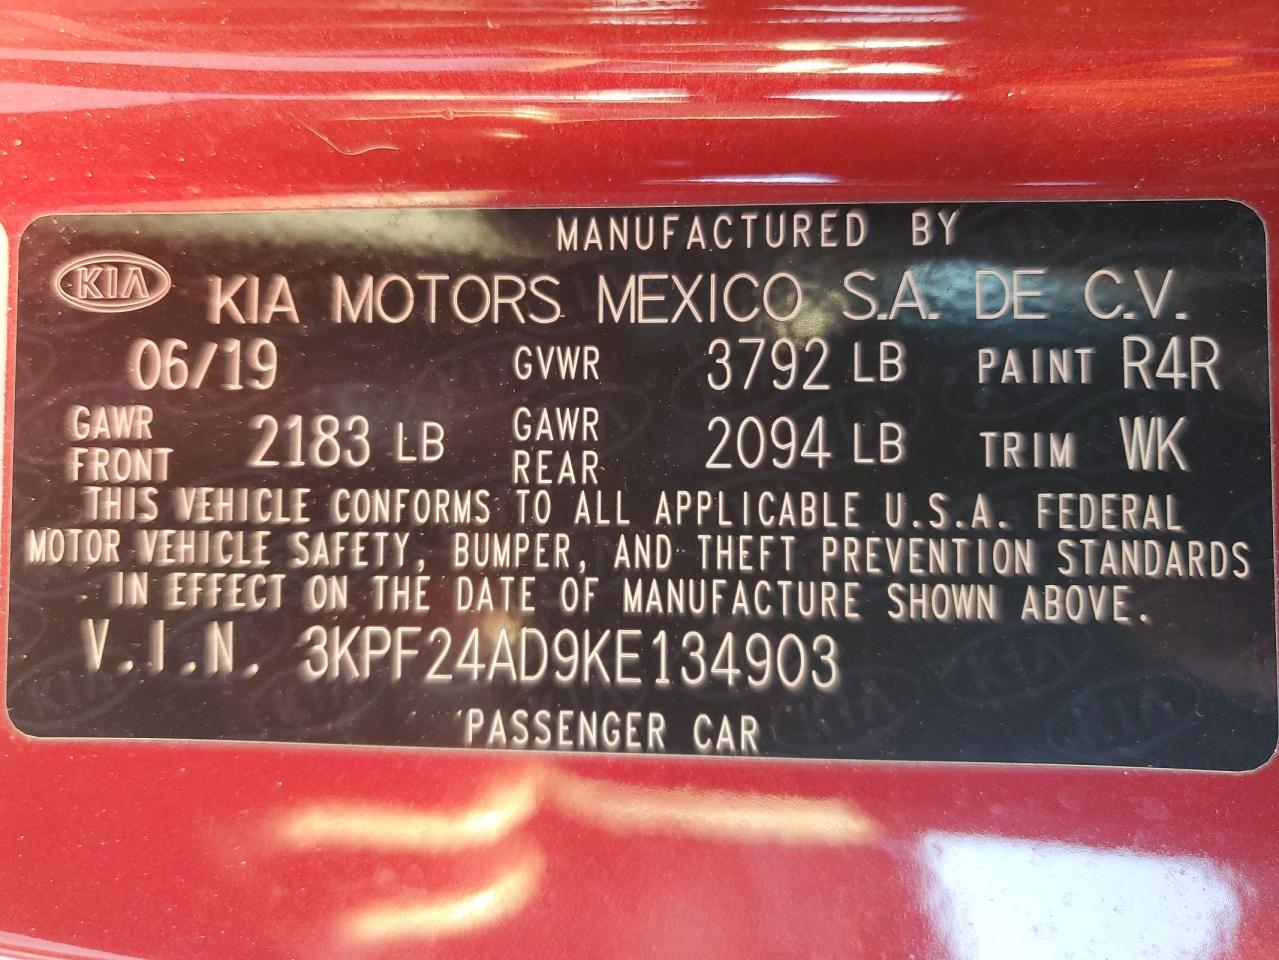 MANUFACTURED BY
KIA KIA MOTORS MEXICO S.A. DE C.V.
06/19 GVWR 3792 LB PAINT R4R
GAWR FRONT 2183 LB GAWR REAR 2094 LB TRIM WK
THIS VEHICLE CONFORMS TO ALL APPLICABLE U.S.A. FEDERAL
MOTOR VEHICLE SAFETY, BUMPER, AND THEFT PREVENTION STANDARDS
IN EFFECT ON THE DATE OF MANUFACTURE SHOWN ABOVE.
V.I.N. 3KPF24AD9KE134903
PASSENGER CAR